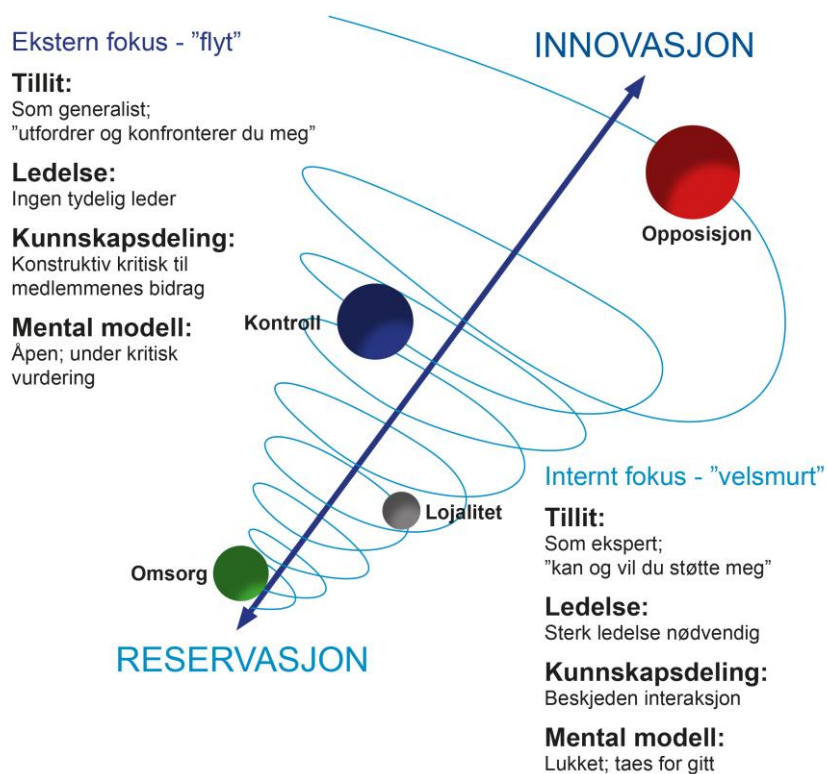 Ekstern fokus - ”flyt”
Tillit:
Som generalist;
”utfordrer og konfronterer du meg”
Ledelse:
Ingen tydelig leder
Kunnskapsdeling:
Konstruktiv kritisk til
medlemmenes bidrag
Mental modell:
Åpen; under kritisk
vurdering
INNOVASJON
Opposisjon
Kontroll
Lojalitet
Omsorg
RESERVASJON
Internt fokus - ”velsmurt”
Tillit:
Som ekspert;
”kan og vil du støtte meg”
Ledelse:
Sterk ledelse nødvendig
Kunnskapsdeling:
Beskjeden interaksjon
Mental modell:
Lukket; taes for gitt